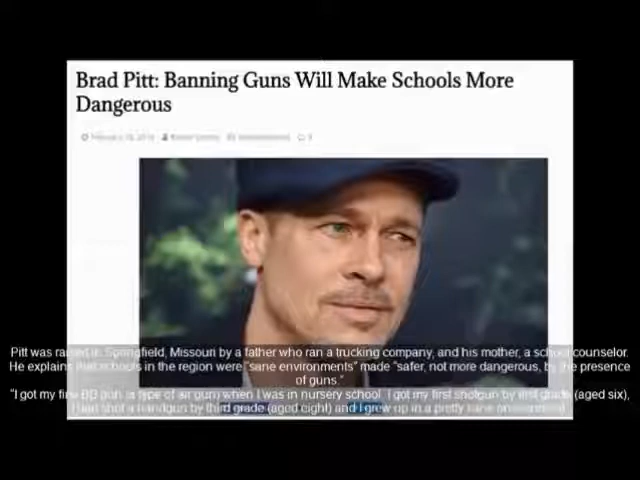 Brad Pitt: Banning Guns Will Make Schools More
Dangerous
Pitt was raised in Springfield, Missouri by a father who ran a trucking company, and his mother, a school counselor.
He explains that schools in the region were "sane environments" made "safer, not more dangerous, by the presence
of guns."
"I got my first BB gun (a type of air gun) when I was in nursery school. I got my first shotgun by first grade (aged six),
I had shot a handgun by third grade (aged eight) and I grew up in a pretty sane environment